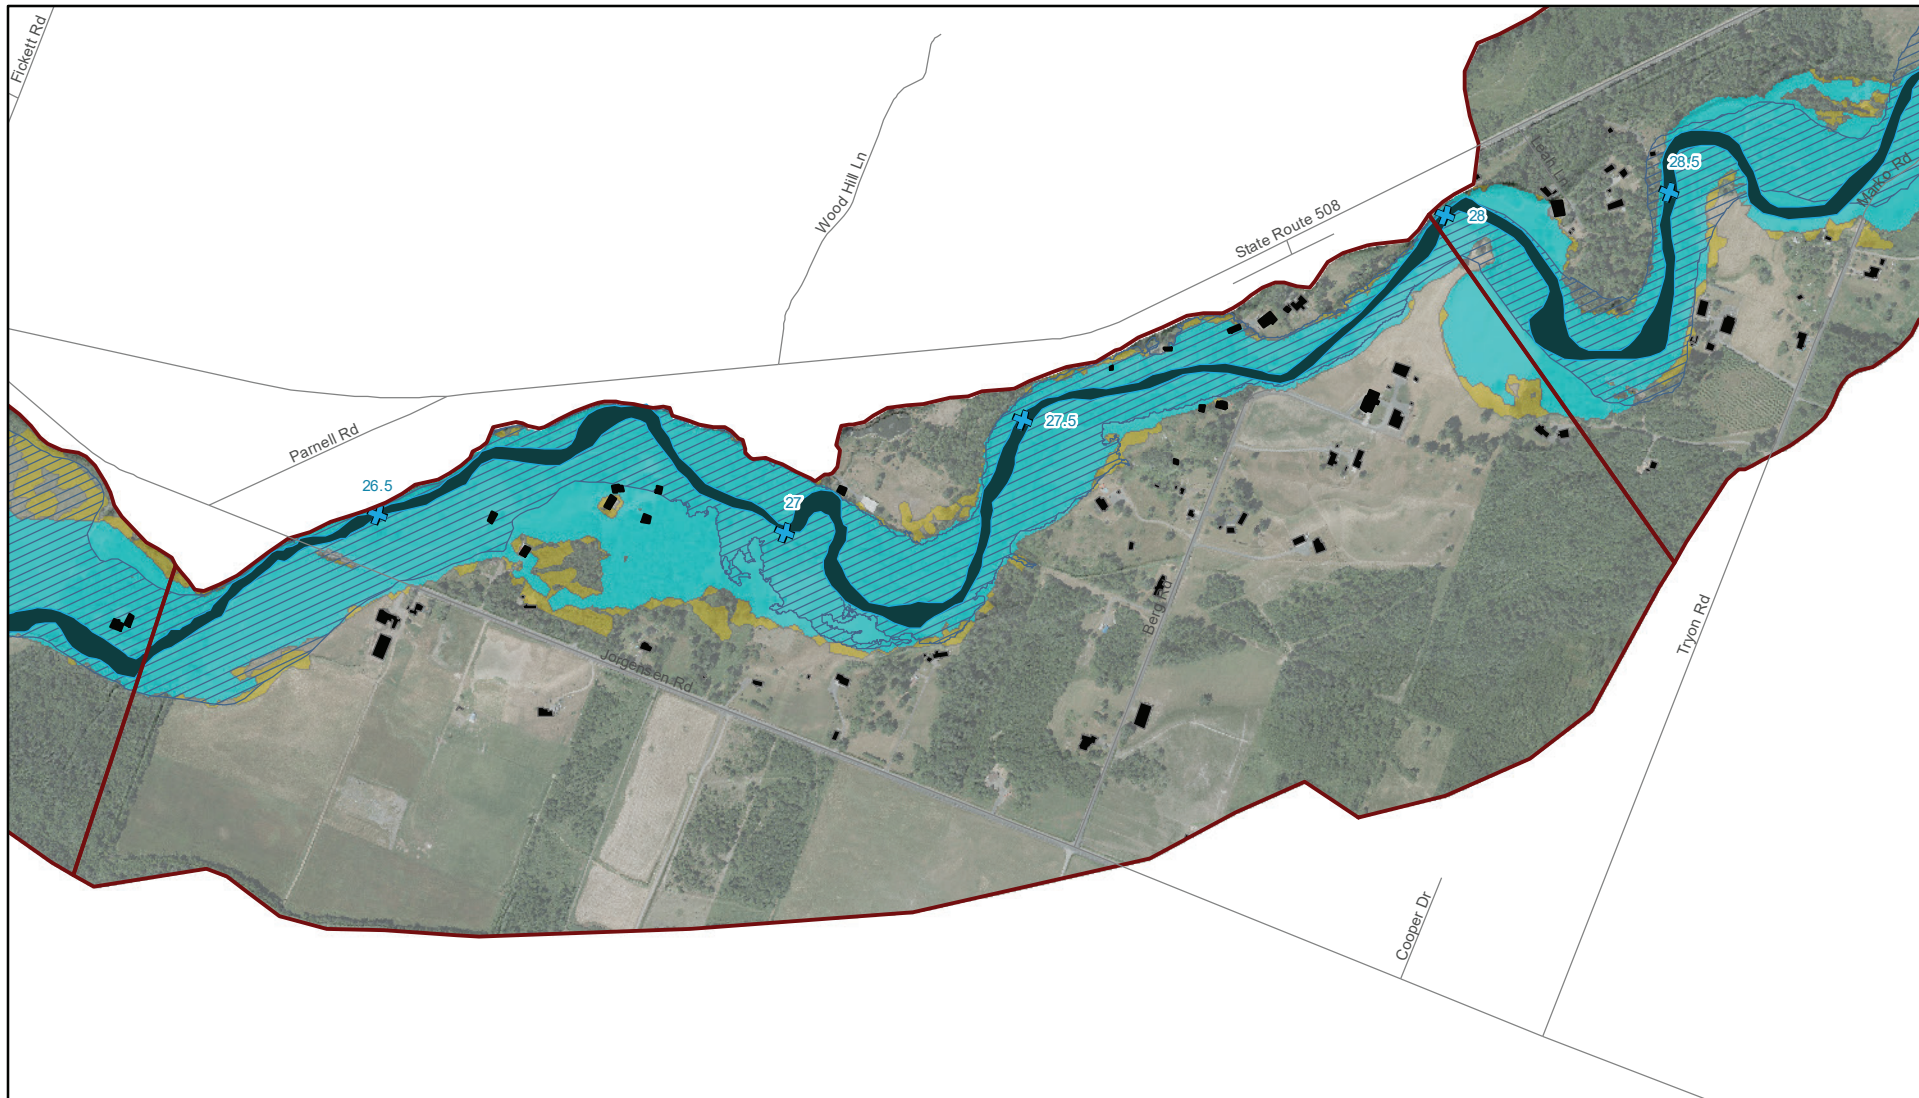 Fickett Rd
Wood Hill Ln
State Route 508
Leah Ln
28.5
Maiko Rd
28
27.5
Parnell Rd
26.5
27
Berg Rd
Tryon Rd
Jorgensen Rd
Cooper Dr